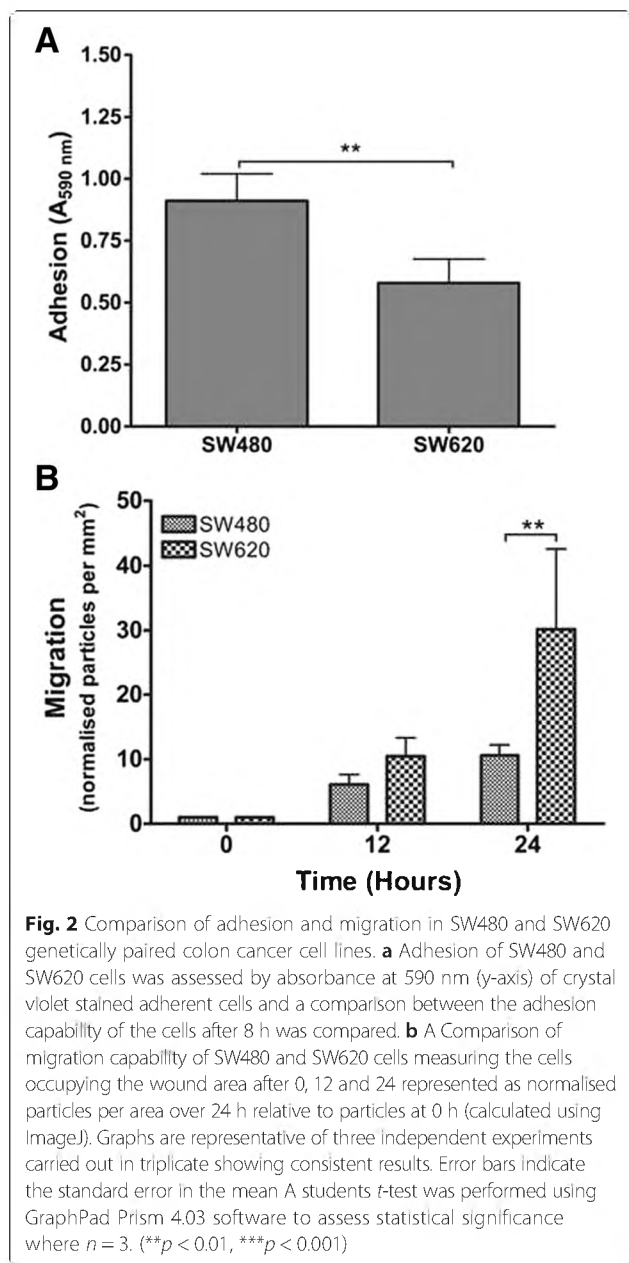 A
1.50
1.25
1.00
0.75
0.50
0.25
0.00
Adhesion (A590 nm)
**
SW480 SW620
B
50
40
30
20
10
0
Migration
(normalised particles per mm²)
SW480
SW620
**
0 12 24
Time (Hours)
Fig. 2 Comparison of adhesion and migration in SW480 and SW620
genetically paired colon cancer cell lines. a Adhesion of SW480 and
SW620 cells was assessed by absorbance at 590 nm (y-axis) of crystal
violet stained adherent cells and a comparison between the adhesion
capability of the cells after 8 h was compared. b A Comparison of
migration capability of SW480 and SW620 cells measuring the cells
occupying the wound area after 0, 12 and 24 represented as normalised
particles per area over 24 h relative to particles at 0 h (calculated using
ImageJ). Graphs are representative of three independent experiments
carried out in triplicate showing consistent results. Error bars indicate
the standard error in the mean A students t-test was performed using
GraphPad Prism 4.03 software to assess statistical significance
where n = 3. (**p < 0.01, ***p < 0.001)